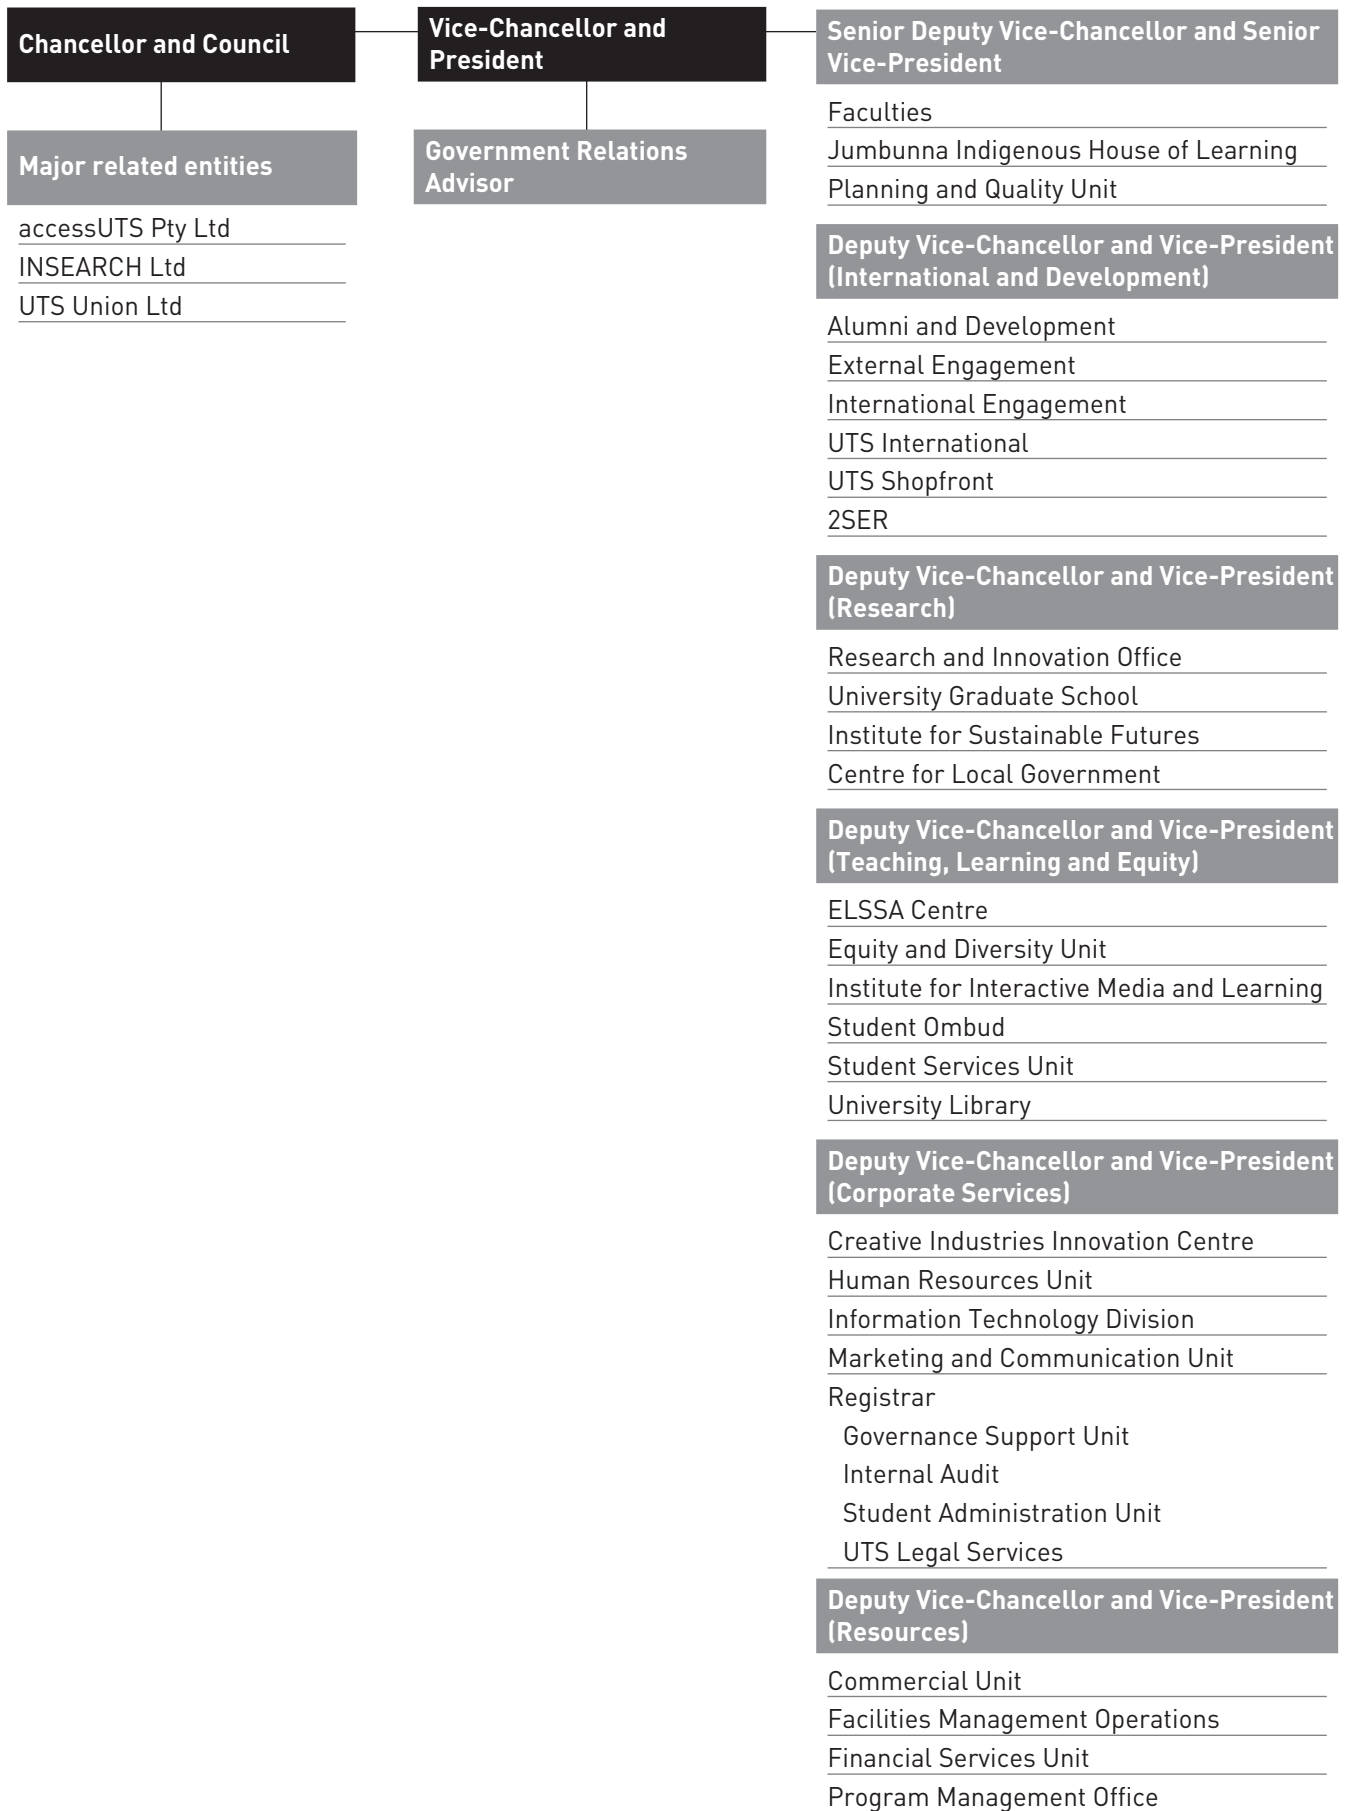 Chancellor and Council
Major related entities
accessUTS Pty Ltd
INSEARCH Ltd
UTS Union Ltd
Vice-Chancellor and
President
Government Relations
Advisor
Senior Deputy Vice-Chancellor and Senior
Vice-President
Faculties
Jumbunna Indigenous House of Learning
Planning and Quality Unit
Deputy Vice-Chancellor and Vice-President
(International and Development)
Alumni and Development
External Engagement
International Engagement
UTS International
UTS Shopfront
2SER
Deputy Vice-Chancellor and Vice-President
(Research)
Research and Innovation Office
University Graduate School
Institute for Sustainable Futures
Centre for Local Government
Deputy Vice-Chancellor and Vice-President
(Teaching, Learning and Equity)
ELSSA Centre
Equity and Diversity Unit
Institute for Interactive Media and Learning
Student Ombud
Student Services Unit
University Library
Deputy Vice-Chancellor and Vice-President
(Corporate Services)
Creative Industries Innovation Centre
Human Resources Unit
Information Technology Division
Marketing and Communication Unit
Registrar
Governance Support Unit
Internal Audit
Student Administration Unit
UTS Legal Services
Deputy Vice-Chancellor and Vice-President
(Resources)
Commercial Unit
Facilities Management Operations
Financial Services Unit
Program Management Office